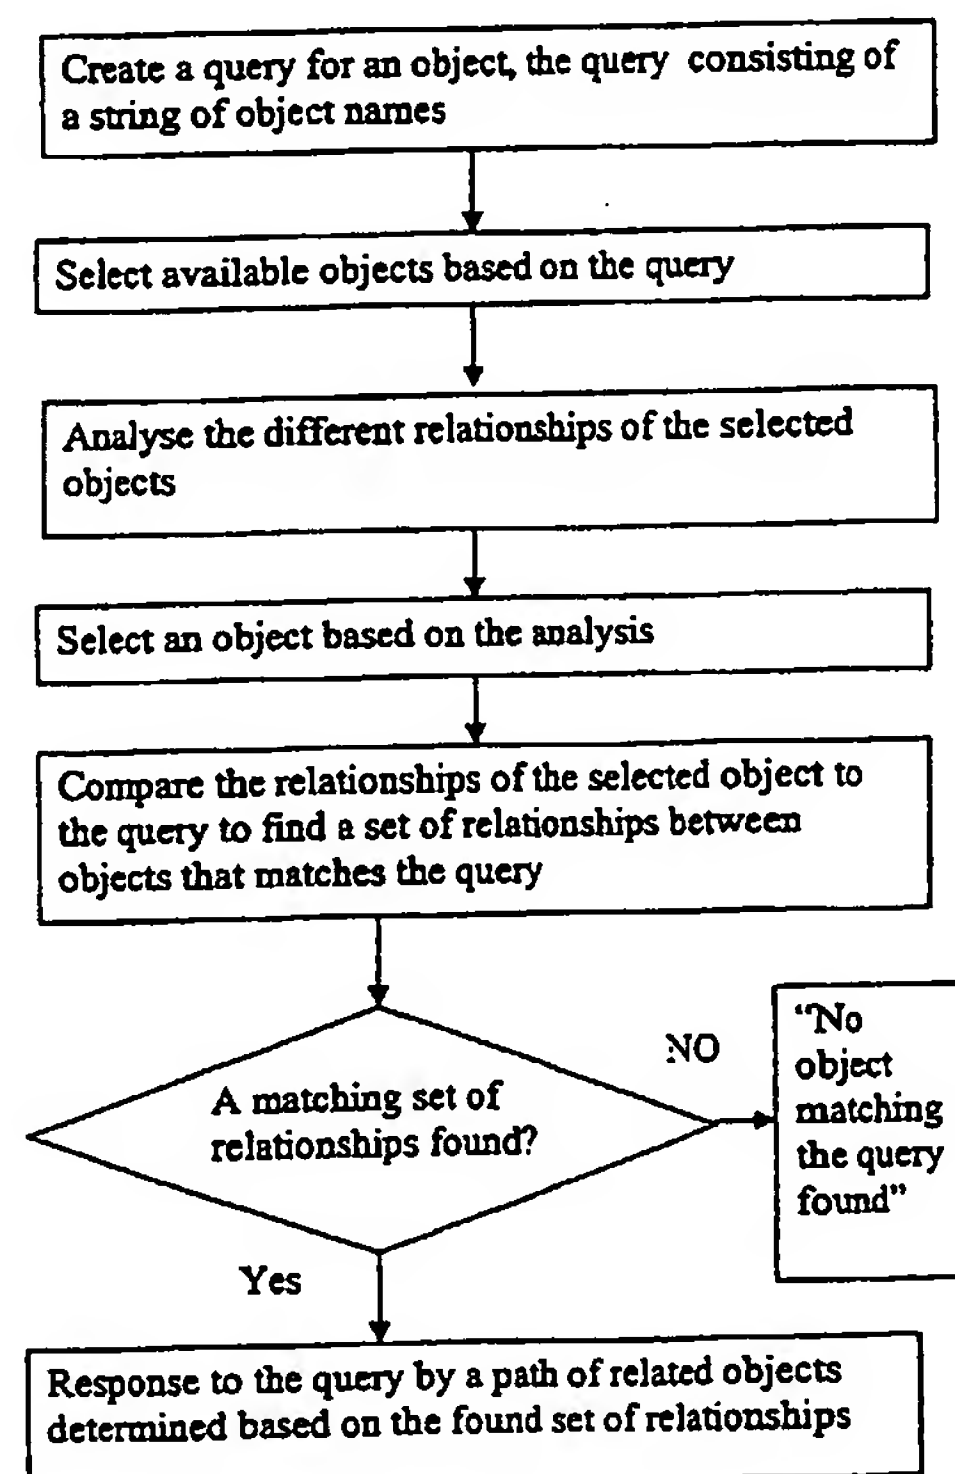 Create a query for an object, the query consisting of
a string of object names
Select available objects based on the query
Analyse the different relationships of the selected
objects
Select an object based on the analysis
Compare the relationships of the selected object to
the query to find a set of relationships between
objects that matches the query
A matching set of
relationships found?
NO
“No
object
matching
the query
found”
Yes
Response to the query by a path of related objects
determined based on the found set of relationships